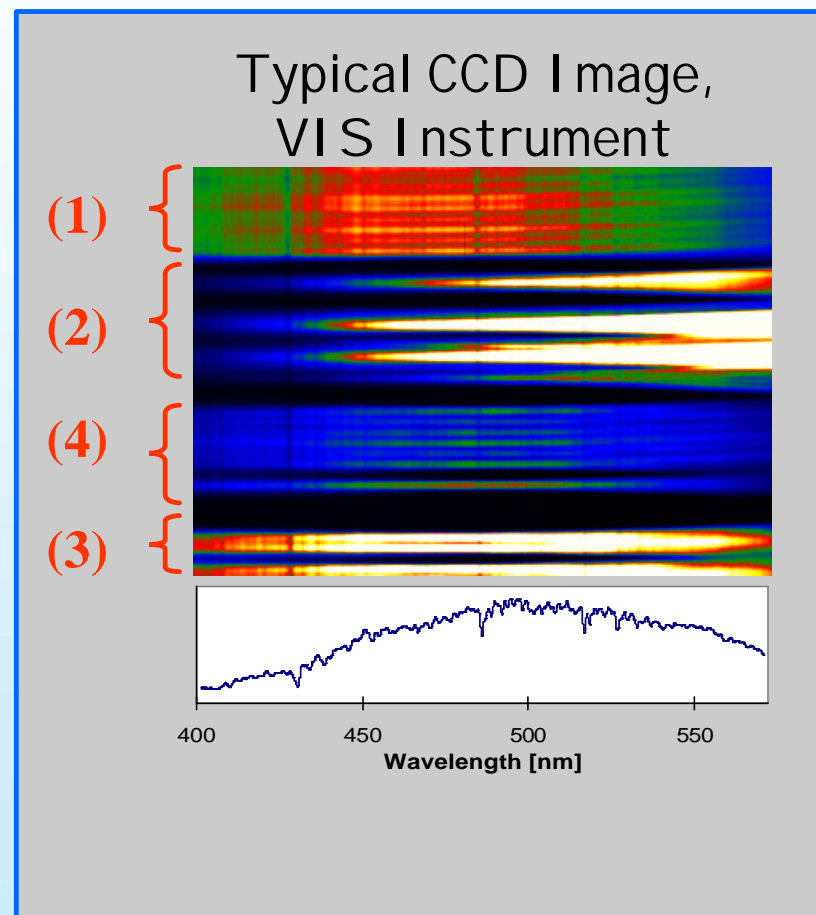 Typical CCD Image,
VIS Instrument
(1)
(2)
(4)
(3)
400 450 500 550
Wavelength [nm]